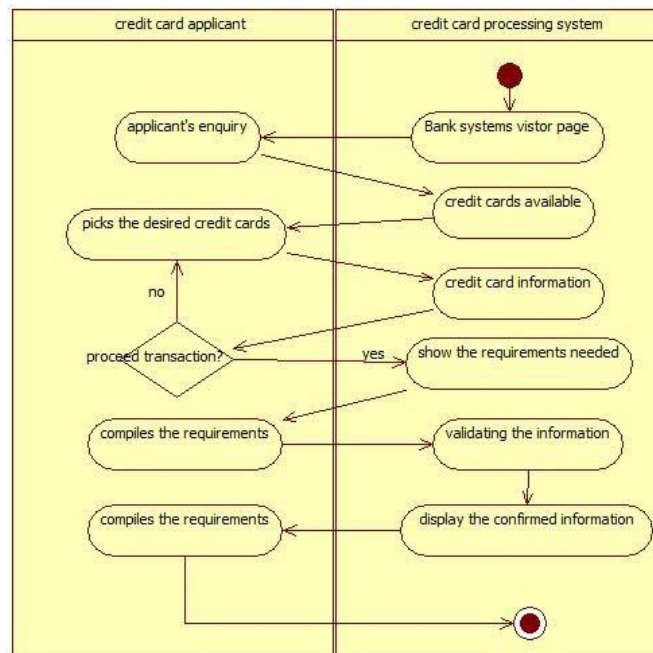 credit card applicant
credit card processing system
Bank systems vistor page
applicant's enquiry
credit cards available
picks the desired credit cards
credit card information
no
proceed transaction?
yes
show the requirements needed
compiles the requirements
validating the information
compiles the requirements
display the confirmed information